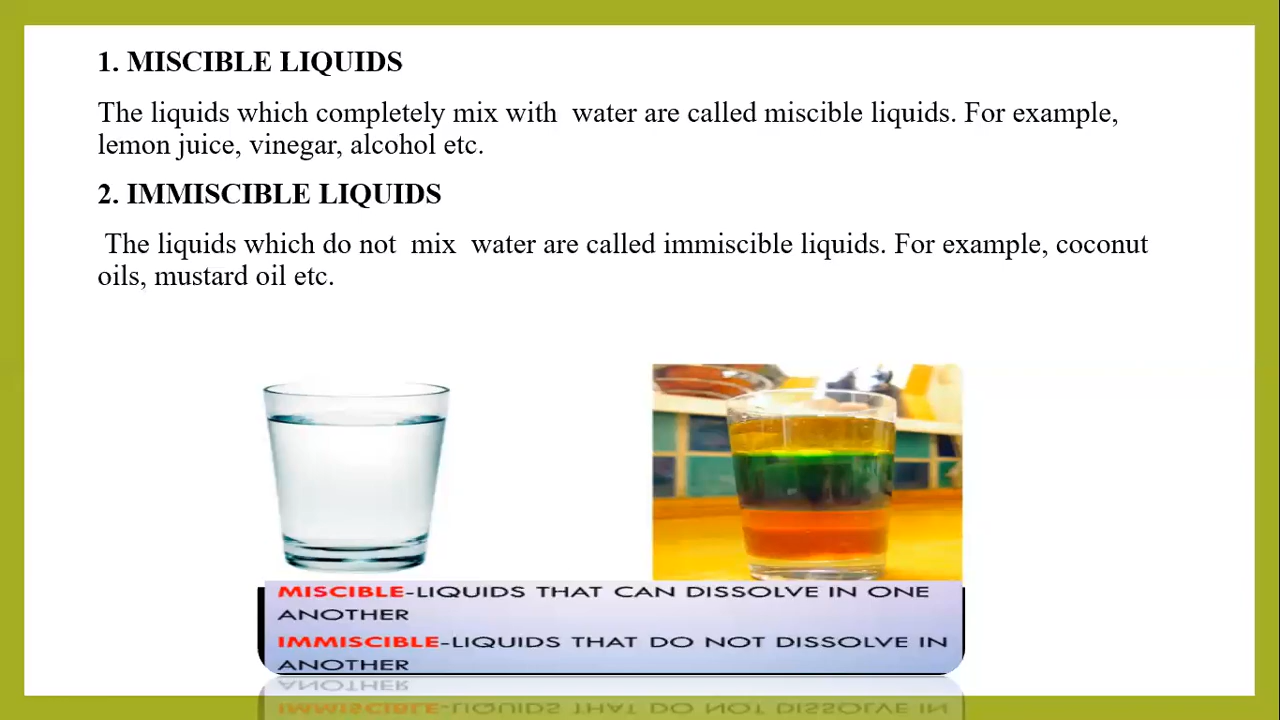 1. MISCIBLE LIQUIDS
The liquids which completely mix with  water are called miscible liquids. For example,
lemon juice, vinegar, alcohol etc.
2. IMMISCIBLE LIQUIDS
The liquids which do not  mix  water are called immiscible liquids. For example, coconut
oils, mustard oil etc.
MISCIBLE-LIQUIDS THAT CAN DISSOLVE IN ONE
ANOTHER
IMMISCIBLE-LIQUIDS THAT DO NOT DISSOLVE IN
ANOTHER